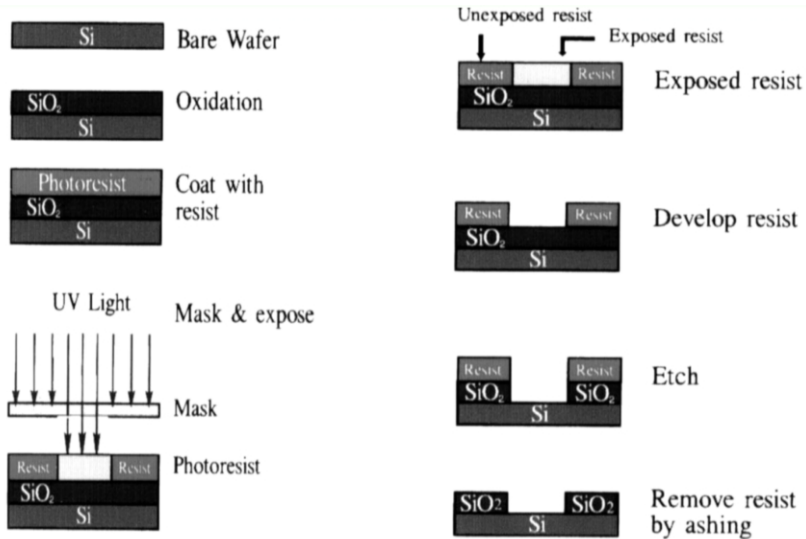 Si
Bare Wafer
SiO₂
Si
Oxidation
Photoresist
SiO₂
Si
Coat with
resist
UV Light
Mask & expose
Mask
Resist
Resist
Photoresist
SiO₂
Si
Unexposed resist
Exposed resist
Resist
Resist
SiO₂
Si
Exposed resist
Resist
Resist
SiO₂
Si
Develop resist
Resist
Resist
SiO₂
SiO₂
Si
Etch
SiO2
SiO2
Si
Remove resist
by ashing